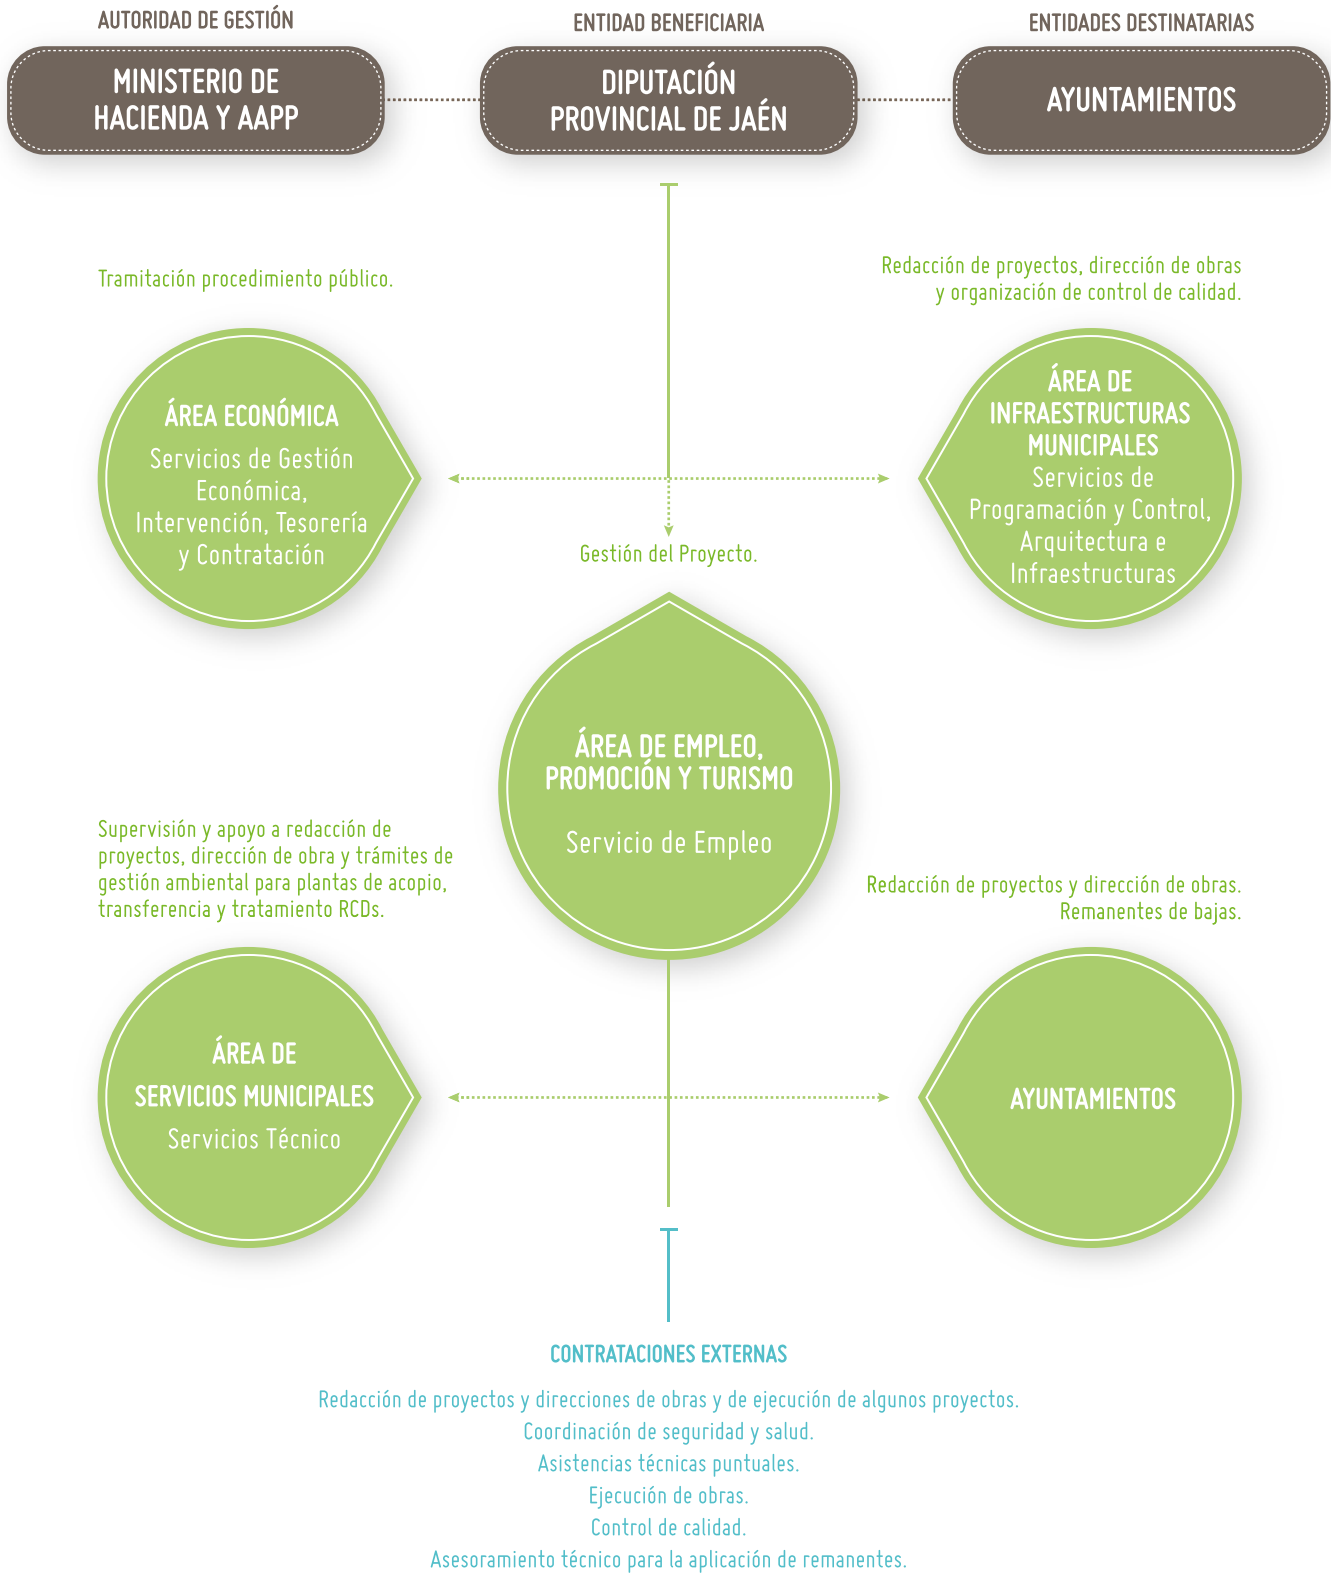 AUTORIDAD DE GESTIÓN
MINISTERIO DE
HACIENDA Y AAPP
ENTIDAD BENEFICIARIA
DIPUTACIÓN
PROVINCIAL DE JAÉN
ENTIDADES DESTINATARIAS
AYUNTAMIENTOS
Tramitación procedimiento público.
ÁREA ECONÓMICA
Servicios de Gestión
Económica,
Intervención, Tesorería
y Contratación
Redacción de proyectos, dirección de obras
y organización de control de calidad.
ÁREA DE
INFRAESTRUCTURAS
MUNICIPALES
Servicios de
Programación y Control,
Arquitectura e
Infraestructuras
Gestión del Proyecto.
ÁREA DE EMPLEO,
PROMOCIÓN Y TURISMO
Servicio de Empleo
Supervisión y apoyo a redacción de
proyectos, dirección de obra y trámites de
gestión ambiental para plantas de acopio,
transferencia y tratamiento RCDs.
ÁREA DE
SERVICIOS MUNICIPALES
Servicios Técnico
Redacción de proyectos y dirección de obras.
Remanentes de bajas.
AYUNTAMIENTOS
CONTRATACIONES EXTERNAS
Redacción de proyectos y direcciones de obras y de ejecución de algunos proyectos.
Coordinación de seguridad y salud.
Asistencias técnicas puntuales.
Ejecución de obras.
Control de calidad.
Asesoramiento técnico para la aplicación de remanentes.